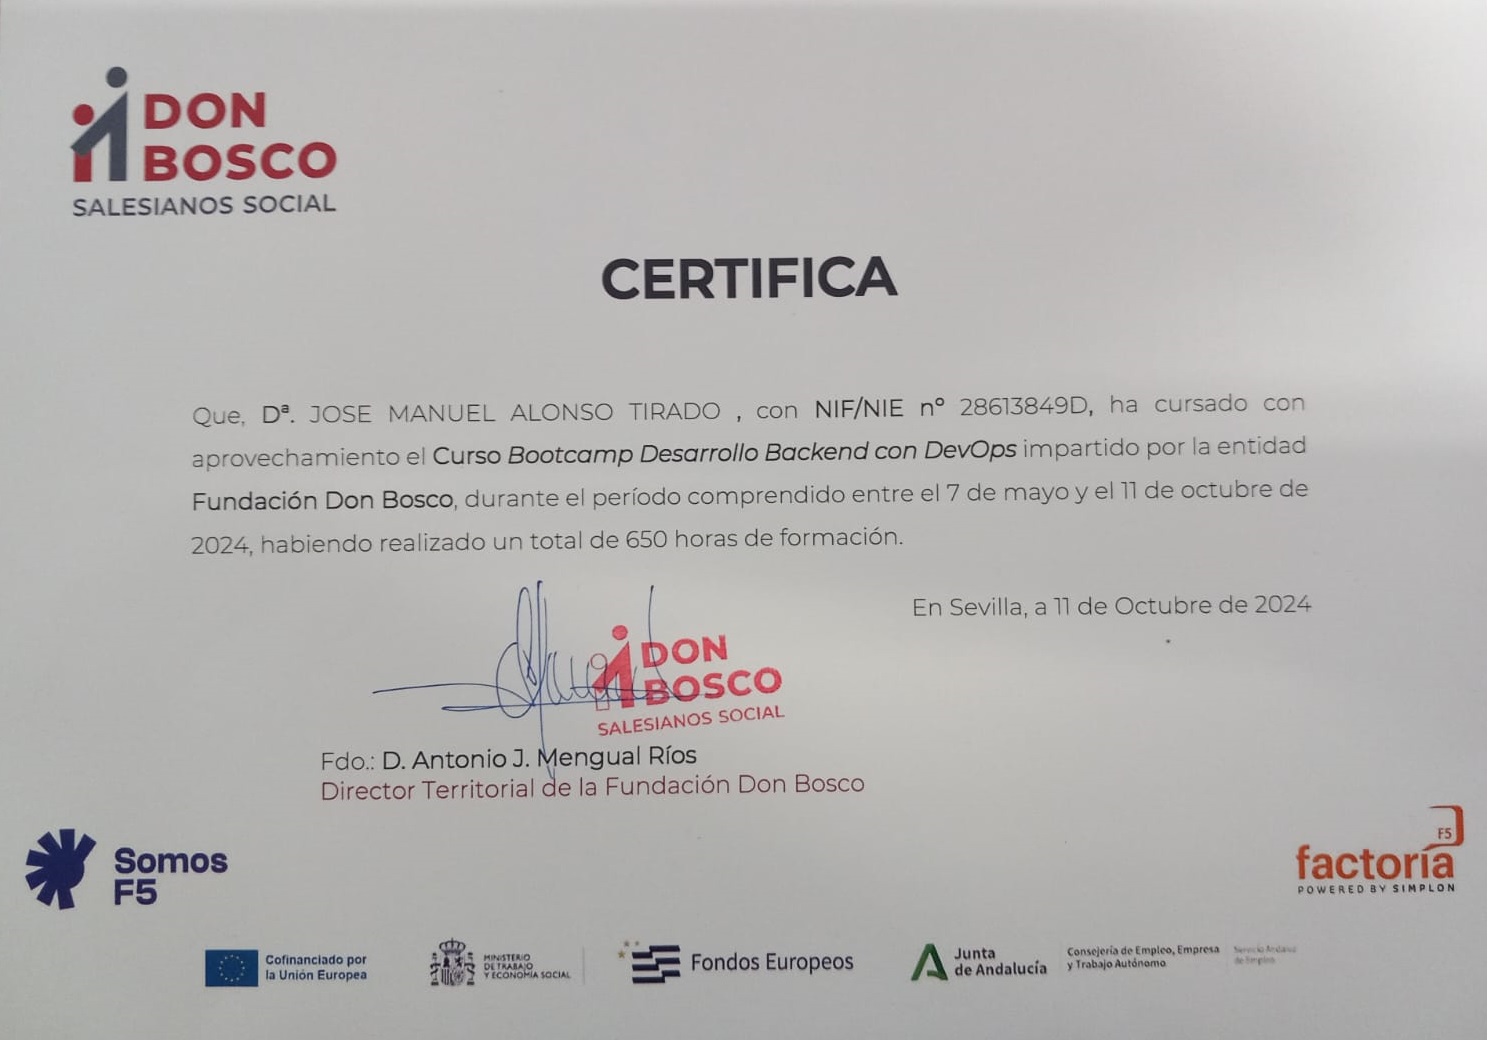 DON
BOSCO
SALESIANOS SOCIAL
CERTIFICA
Que, Dª. JOSE MANUEL ALONSO TIRADO , con NIF/NIE nº 28613849D, ha cursado con
aprovechamiento el Curso Bootcamp Desarrollo Backend con DevOps impartido por la entidad
Fundación Don Bosco, durante el período comprendido entre el 7 de mayo y el 11 de octubre de
2024, habiendo realizado un total de 650 horas de formación.
En Sevilla, a 11 de Octubre de 2024
DON
BOSCO
SALESIANOS SOCIAL
Fdo.: D. Antonio J. Mengual Ríos
Director Territorial de la Fundación Don Bosco
Somos
F5
F5
factoría
POWERED BY SIMPLON
Cofinanciado por
la Unión Europea
MINISTERIO
DE TRABAJO
Y ECONOMÍA SOCIAL
Fondos Europeos
Junta
de Andalucía
Consejería de Empleo, Empresa
y Trabajo Autónomo
Servicio Andaluz
de Empleo